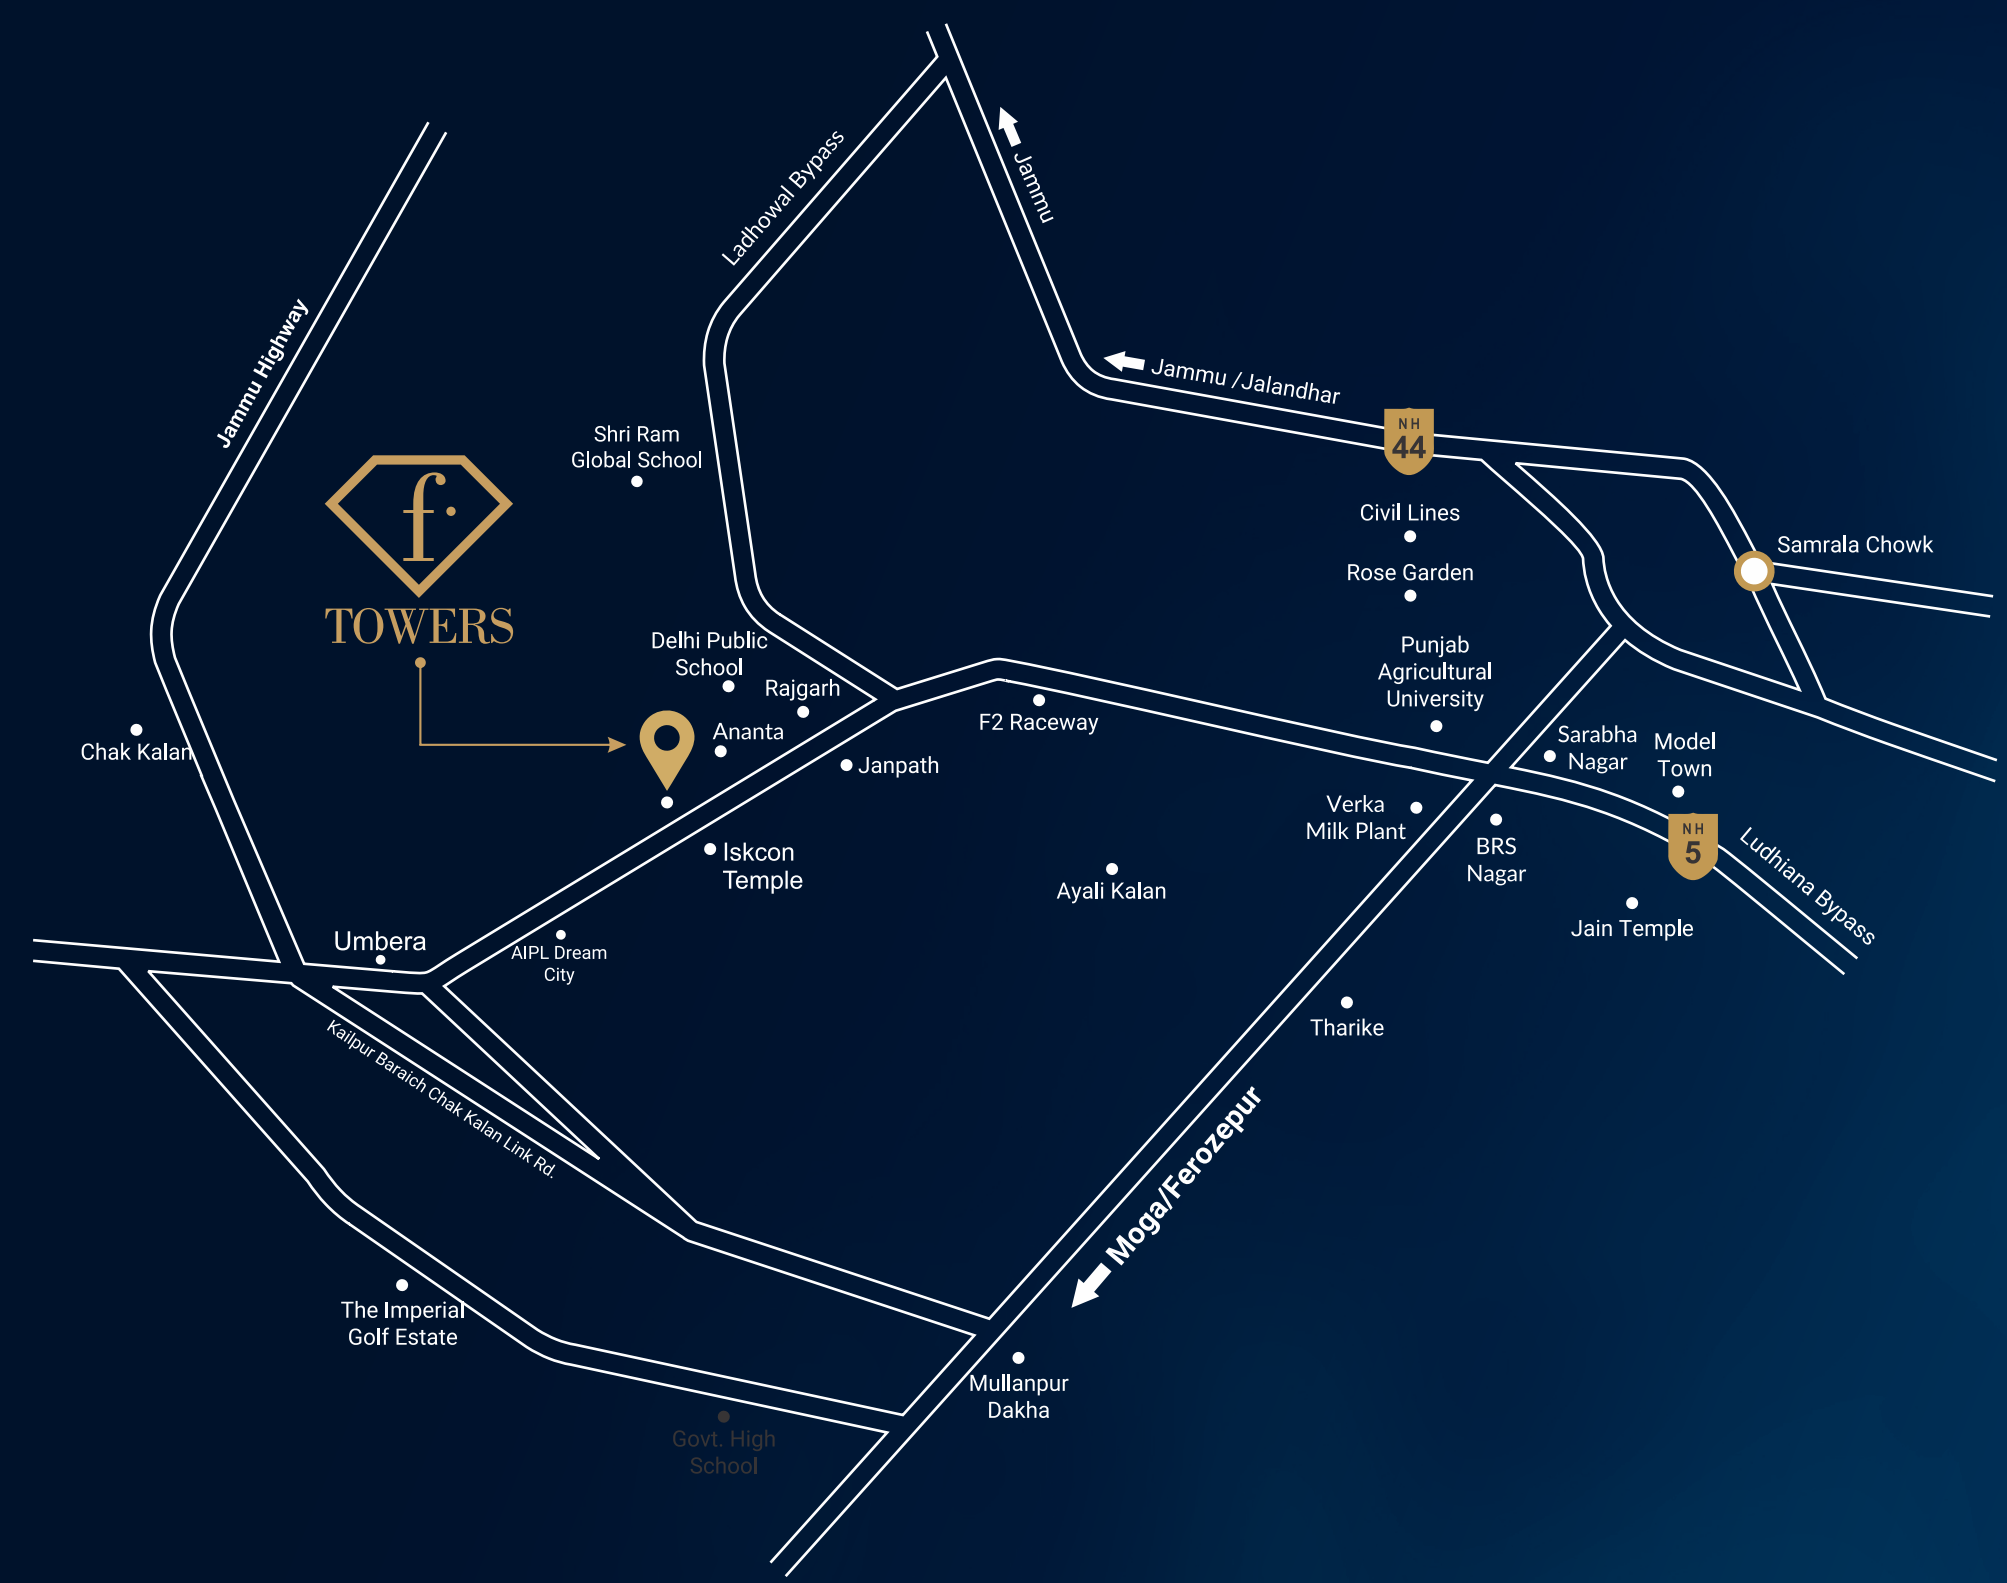 Jammu
Ladhowal Bypass
Jammu Highway
Jammu /Jalandhar
NH
44
Shri Ram
Global School
f.
TOWERS
Civil Lines
Rose Garden
Samrala Chowk
Delhi Public
School
Rajgarh
Ananta
Janpath
F2 Raceway
Punjab
Agricultural
University
Sarabha
Nagar
Model
Town
Chak Kalan
Verka
Milk Plant
BRS
Nagar
NH
5
Ludhiana Bypass
Iskcon
Temple
Ayali Kalan
Jain Temple
Umbera
AIPL Dream
City
Tharike
Kailpur Baraich Chak Kalan Link Rd.
Moga/Ferozepur
The Imperial
Golf Estate
Mullanpur
Dakha
Govt. High
School